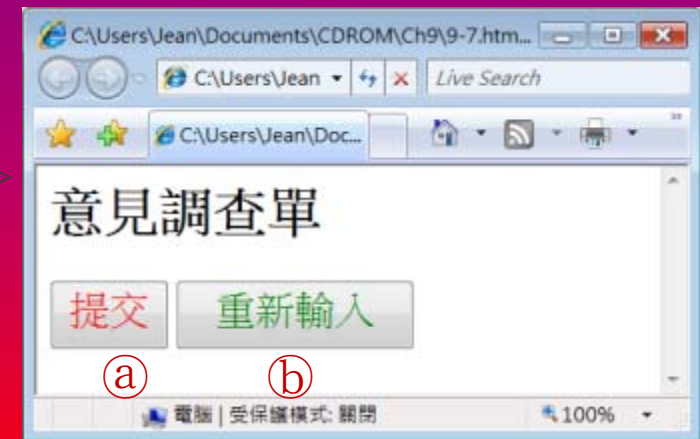 C:\Users\Jean\Documents\CDROM\Ch9\9-7.htm...
C:\Users\Jean
Live Search
C:\Users\Jean\Doc...
>
意見調查單
提交 重新輸入
ⓐ ⓑ
電腦 | 受保護模式: 關閉 100%